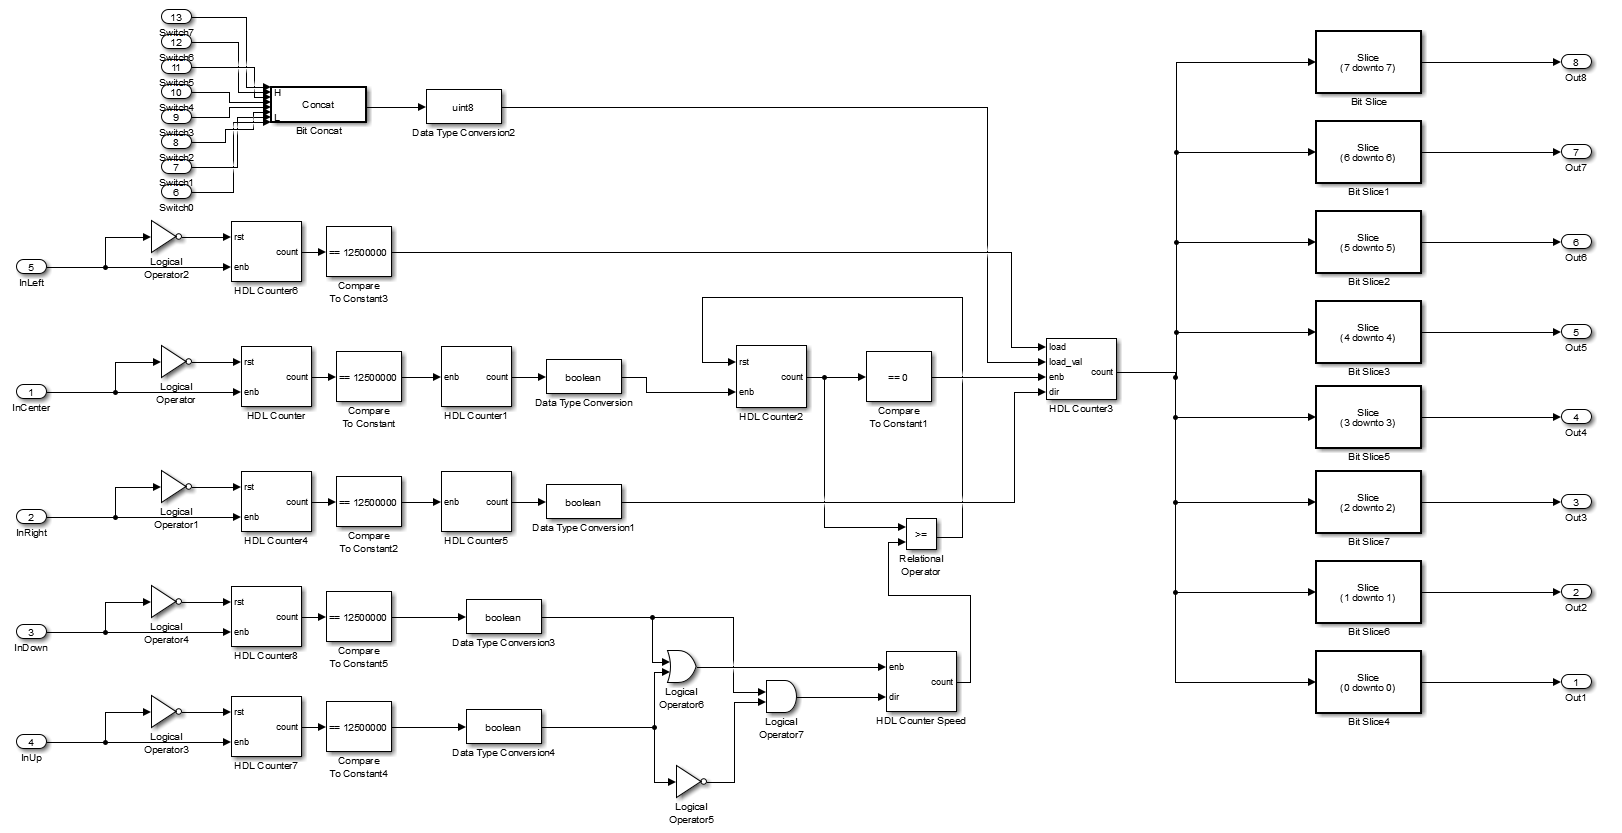 13
Switch7
12
Switch6
11
Switch5
10
Switch4
9
Switch3
8
Switch2
7
Switch1
6
Switch0
H
L
Concat
Bit Concat
uint8
Data Type Conversion2
5
InLeft
Logical
Operator2
rst
enb
count
HDL Counter6
== 12500000
Compare
To Constant3
1
InCenter
Logical
Operator
rst
enb
count
HDL Counter
== 12500000
Compare
To Constant
enb
count
HDL Counter1
boolean
Data Type Conversion
rst
enb
count
HDL Counter2
== 0
Compare
To Constant1
load
load_val
enb
dir
count
HDL Counter3
2
InRight
Logical
Operator1
rst
enb
count
HDL Counter4
== 12500000
Compare
To Constant2
enb
count
HDL Counter5
boolean
Data Type Conversion1
>=
Relational
Operator
3
InDown
Logical
Operator4
rst
enb
count
HDL Counter8
== 12500000
Compare
To Constant5
boolean
Data Type Conversion3
Logical
Operator6
Logical
Operator7
enb
dir
count
HDL Counter Speed
4
InUp
Logical
Operator3
rst
enb
count
HDL Counter7
== 12500000
Compare
To Constant4
boolean
Data Type Conversion4
Logical
Operator5
Slice
(7 downto 7)
Bit Slice
8
Out8
Slice
(6 downto 6)
Bit Slice1
7
Out7
Slice
(5 downto 5)
Bit Slice2
6
Out6
Slice
(4 downto 4)
Bit Slice3
5
Out5
Slice
(3 downto 3)
Bit Slice5
4
Out4
Slice
(2 downto 2)
Bit Slice7
3
Out3
Slice
(1 downto 1)
Bit Slice6
2
Out2
Slice
(0 downto 0)
Bit Slice4
1
Out1